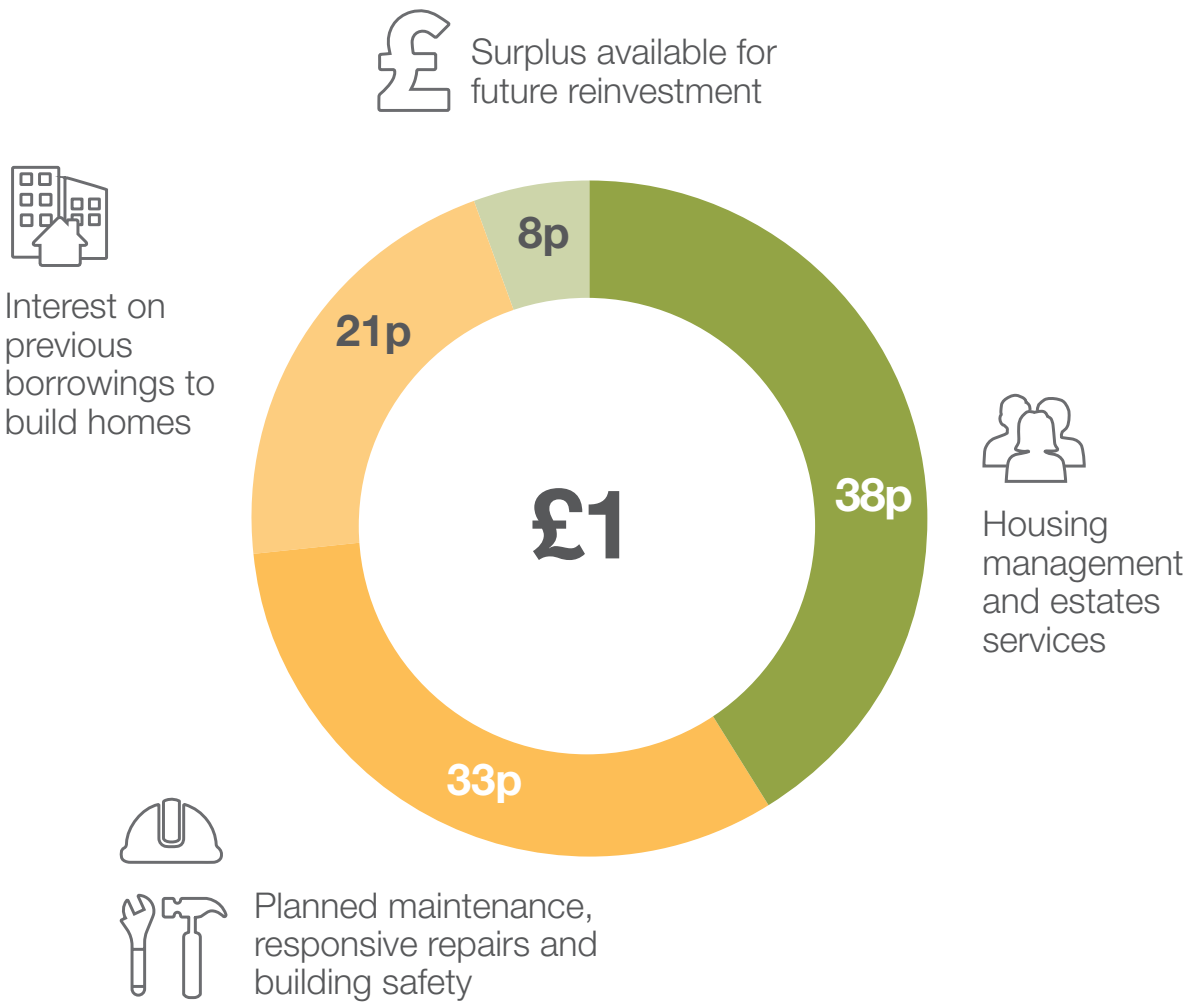 Surplus available for
future reinvestment
8p
Interest on
previous
borrowings to
build homes
21p
£1
38p
Housing
management
and estates
services
33p
Planned maintenance,
responsive repairs and
building safety